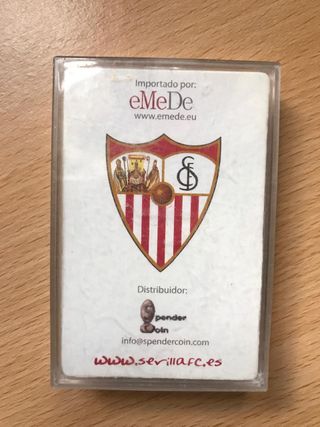 Importado por:
eMeDe
www.emede.eu
Distribuidor:
Spender
Coin
info@spendercoin.com
www.sevillafc.es